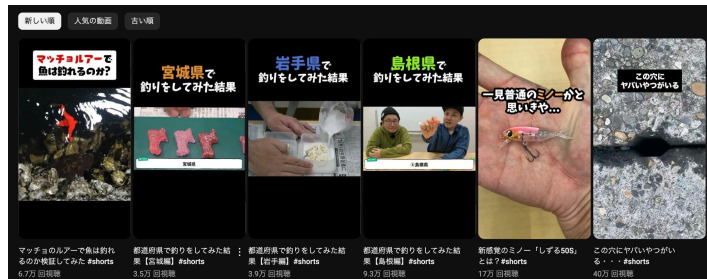 新しい順 人気の動画 古い順
マッチョルアーで
魚は釣れるのか?
宮城県で
釣りをしてみた結果
宮城県
岩手県で
釣りをしてみた結果
島根県で
釣りをしてみた結果
島根県
一見普通のミノーかと
思いきや...
この穴に
ヤバいやつがいる
マッチョのルアーで魚は釣れ
るのか検証してみた #shorts
6.7万 回視聴
都道府県で釣りをしてみた結
果【宮城編】#shorts
3.5万 回視聴
都道府県で釣りをしてみた結
果【岩手編】#shorts
3.9万 回視聴
都道府県で釣りをしてみた結
果【島根編】#shorts
9.3万 回視聴
新感覚のミノー「しずる50S」
とは？#shorts
17万 回視聴
この穴にヤバいやつがい
る・・・#shorts
40万 回視聴